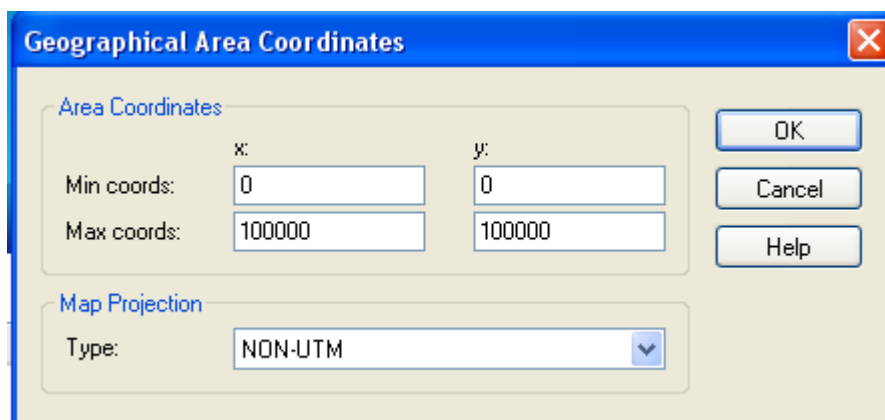 Geographical Area Coordinates
Area Coordinates
x: y:
Min coords: 0 0
Max coords: 100000 100000
Map Projection
Type: NON-UTM
OK
Cancel
Help